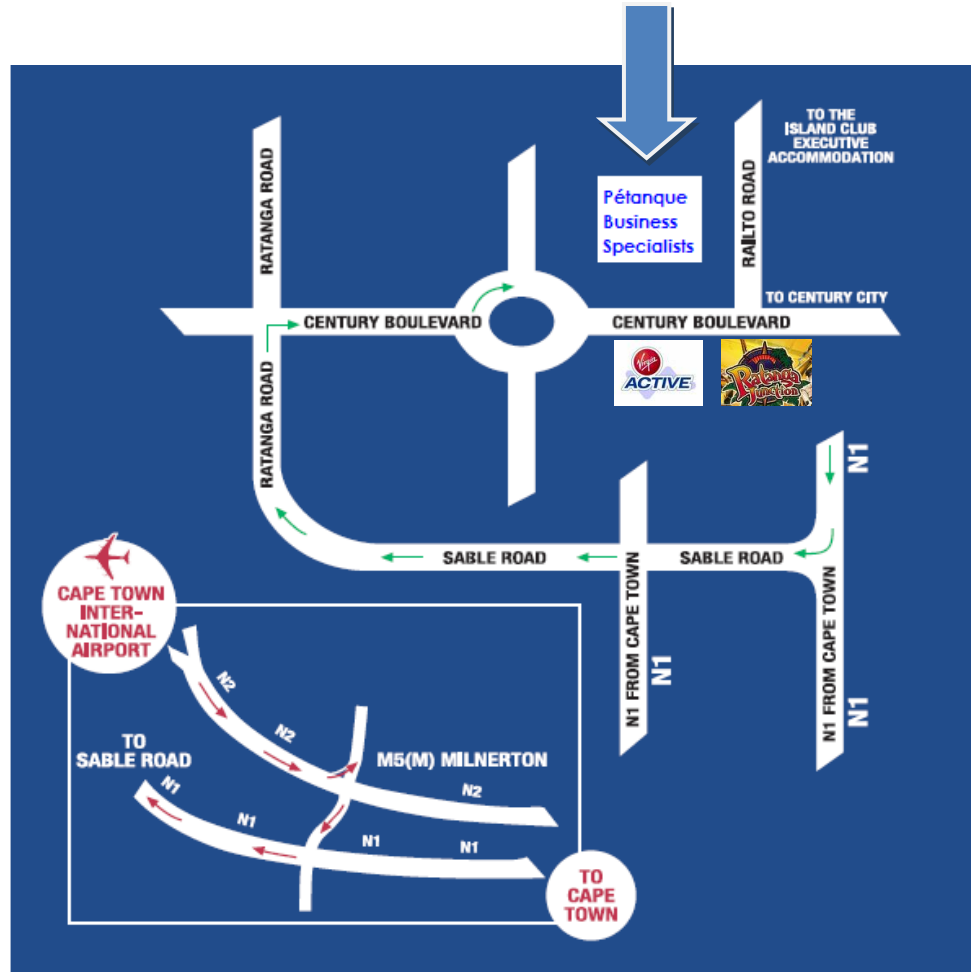 TO THE
ISLAND CLUB
EXECUTIVE
ACCOMMODATION
RATANGA ROAD
RAILTO ROAD
Pétanque
Business
Specialists
TO CENTURY CITY
CENTURY BOULEVARD
CENTURY BOULEVARD
Virgin
ACTIVE
Ratanga
Junction
RATANGA ROAD
N1
SABLE ROAD
SABLE ROAD
N1 FROM CAPE TOWN
N1
N1 FROM CAPE TOWN
N1
CAPE TOWN
INTER-
NATIONAL
AIRPORT
N2
N2
TO
SABLE ROAD
M5(M) MILNERTON
N1
N2
N1
N1
N1
TO
CAPE
TOWN